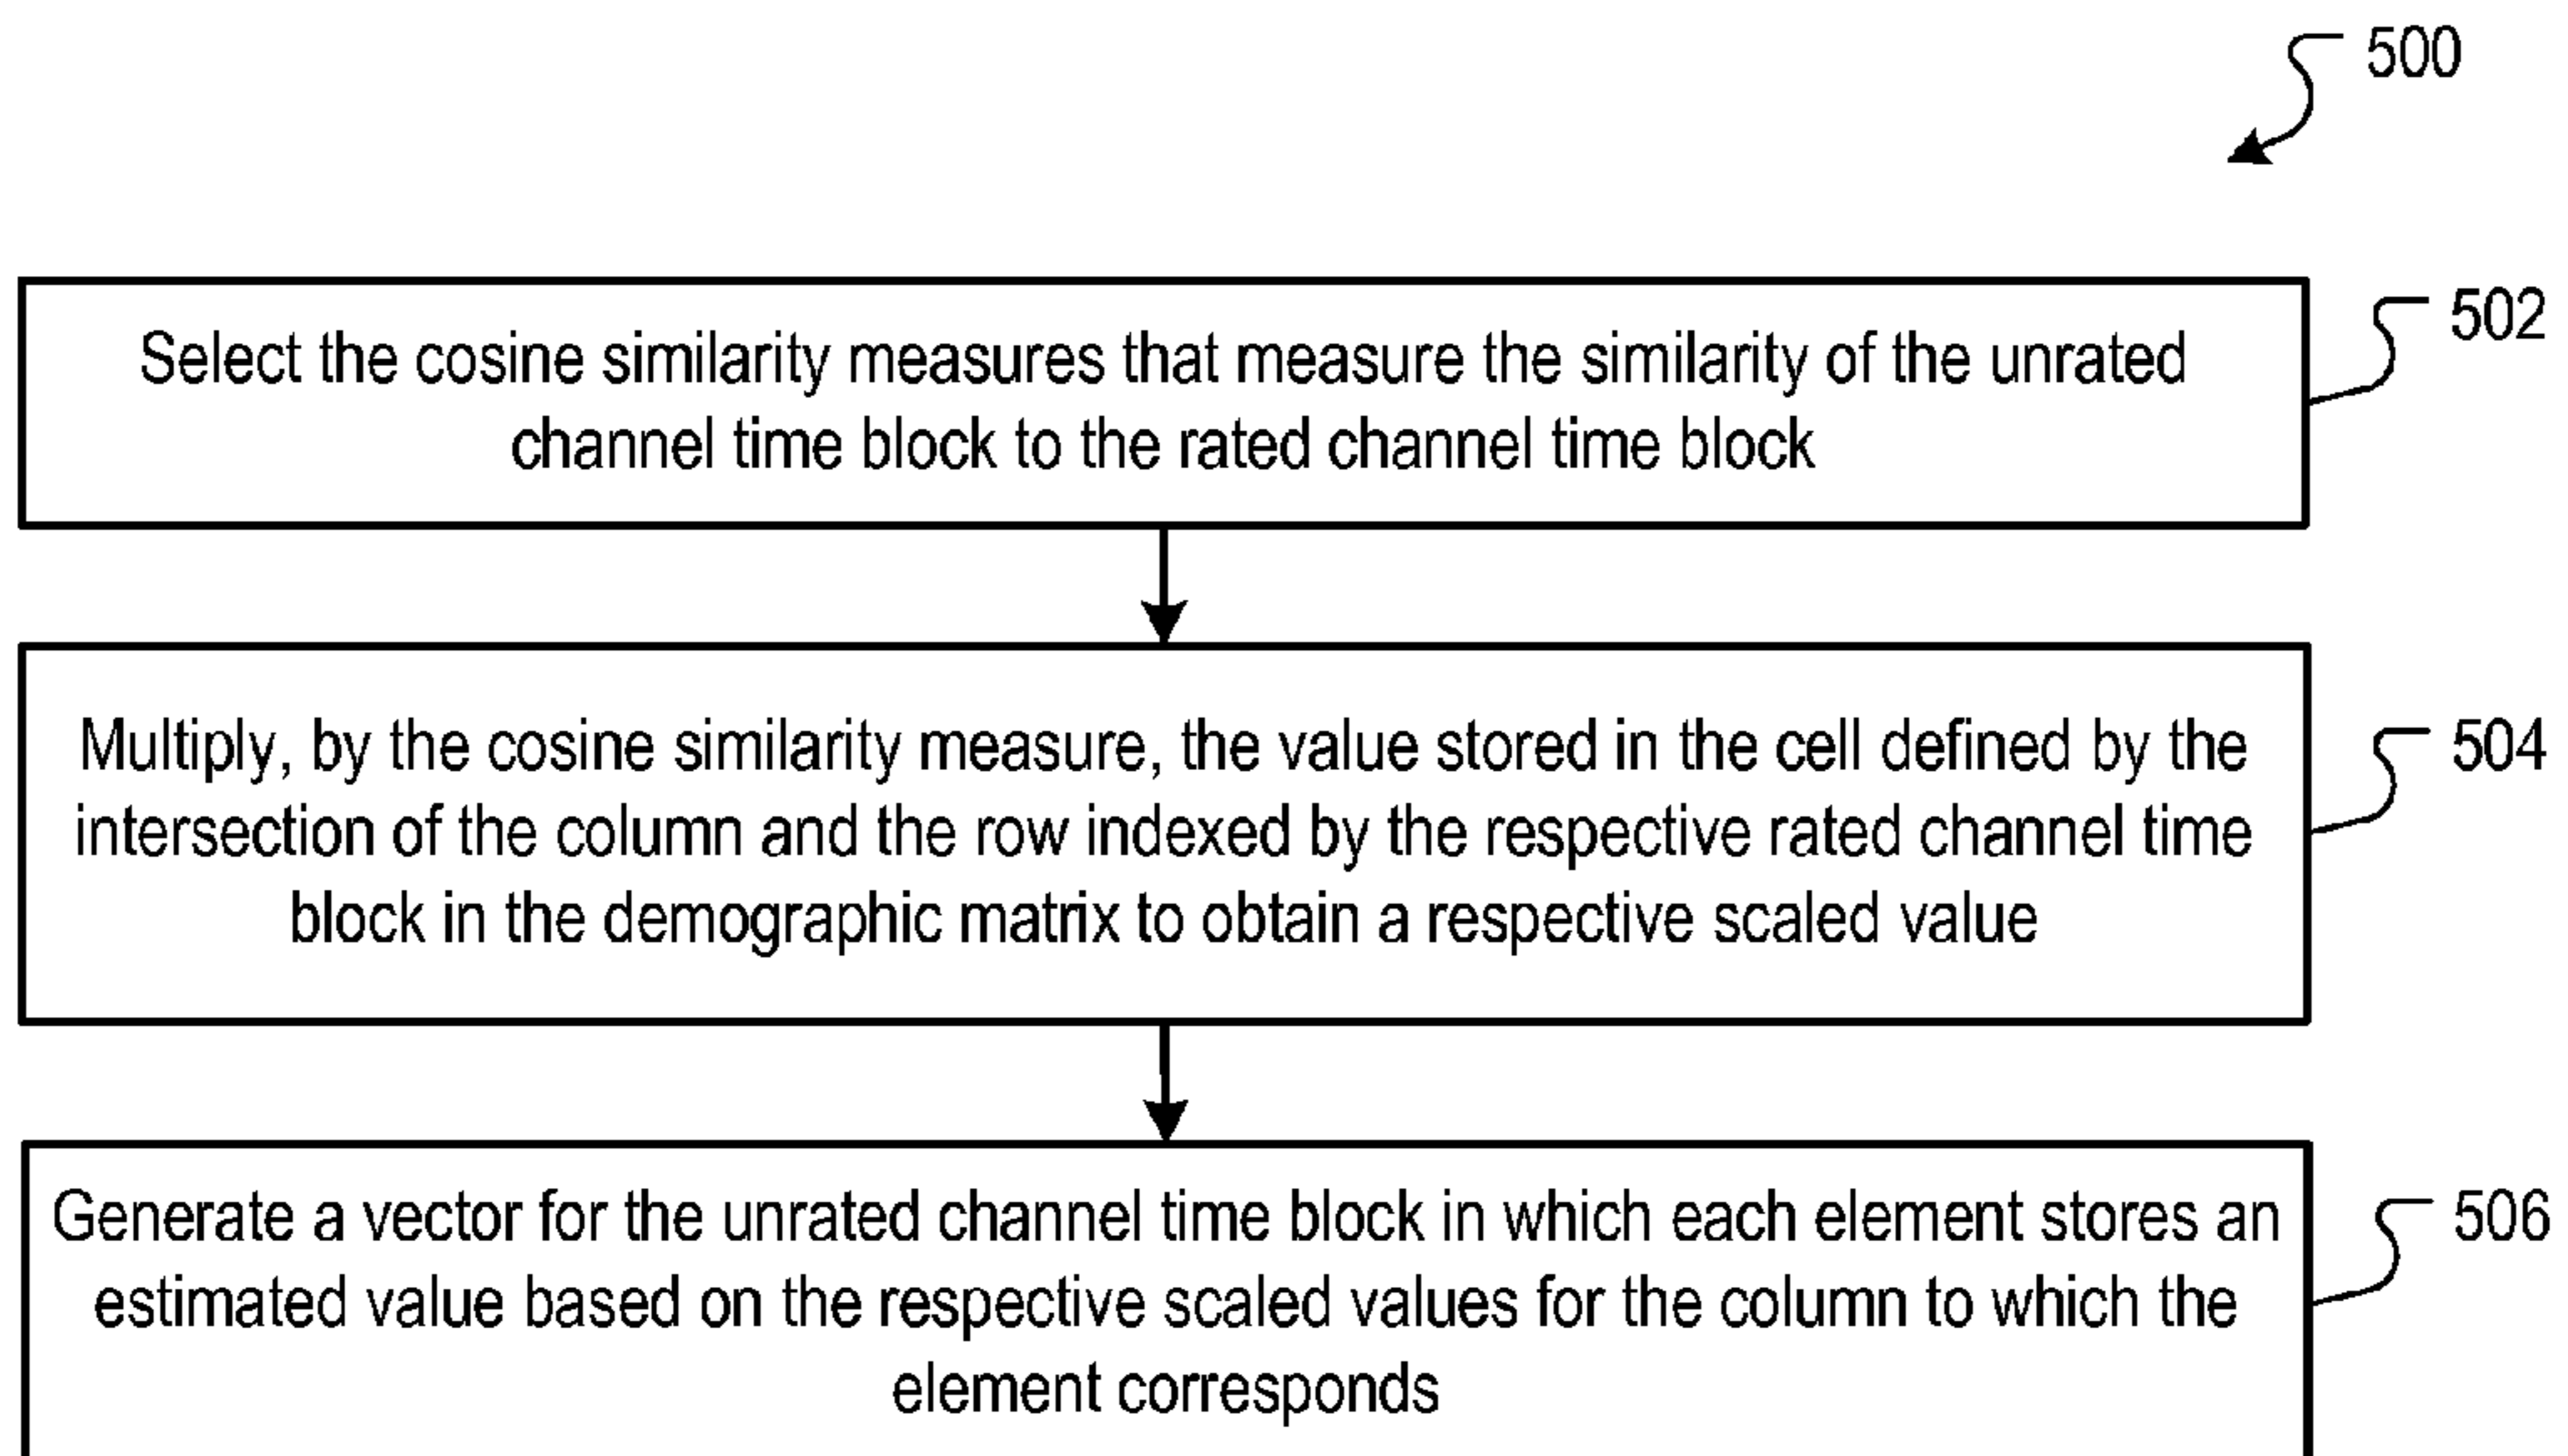 500
Select the cosine similarity measures that measure the similarity of the unrated
channel time block to the rated channel time block
502
Multiply, by the cosine similarity measure, the value stored in the cell defined by the
intersection of the column and the row indexed by the respective rated channel time
block in the demographic matrix to obtain a respective scaled value
504
Generate a vector for the unrated channel time block in which each element stores an
estimated value based on the respective scaled values for the column to which the
element corresponds
506